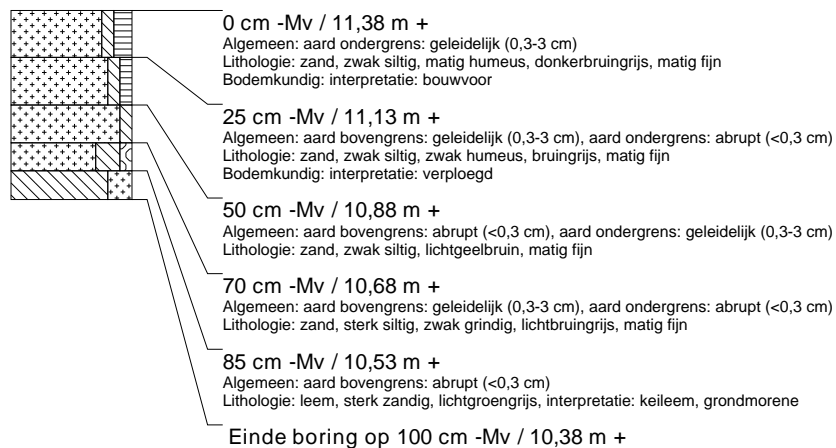 0 cm -Mv / 11,38 m +
Algemeen: aard ondergrens: geleidelijk (0,3-3 cm)
Lithologie: zand, zwak siltig, matig humeus, donkerbruingrijs, matig fijn
Bodemkundig: interpretatie: bouwvoor
25 cm -Mv / 11,13 m +
Algemeen: aard bovengrens: geleidelijk (0,3-3 cm), aard ondergrens: abrupt (<0,3 cm)
Lithologie: zand, zwak siltig, zwak humeus, bruingrijs, matig fijn
Bodemkundig: interpretatie: verploegd
50 cm -Mv / 10,88 m +
Algemeen: aard bovengrens: abrupt (<0,3 cm), aard ondergrens: geleidelijk (0,3-3 cm)
Lithologie: zand, zwak siltig, lichtgeelbruin, matig fijn
70 cm -Mv / 10,68 m +
Algemeen: aard bovengrens: geleidelijk (0,3-3 cm), aard ondergrens: abrupt (<0,3 cm)
Lithologie: zand, sterk siltig, zwak grindig, lichtbruingrijs, matig fijn
85 cm -Mv / 10,53 m +
Algemeen: aard bovengrens: abrupt (<0,3 cm)
Lithologie: leem, sterk zandig, lichtgroengrijs, interpretatie: keileem, grondmorene
Einde boring op 100 cm -Mv / 10,38 m +